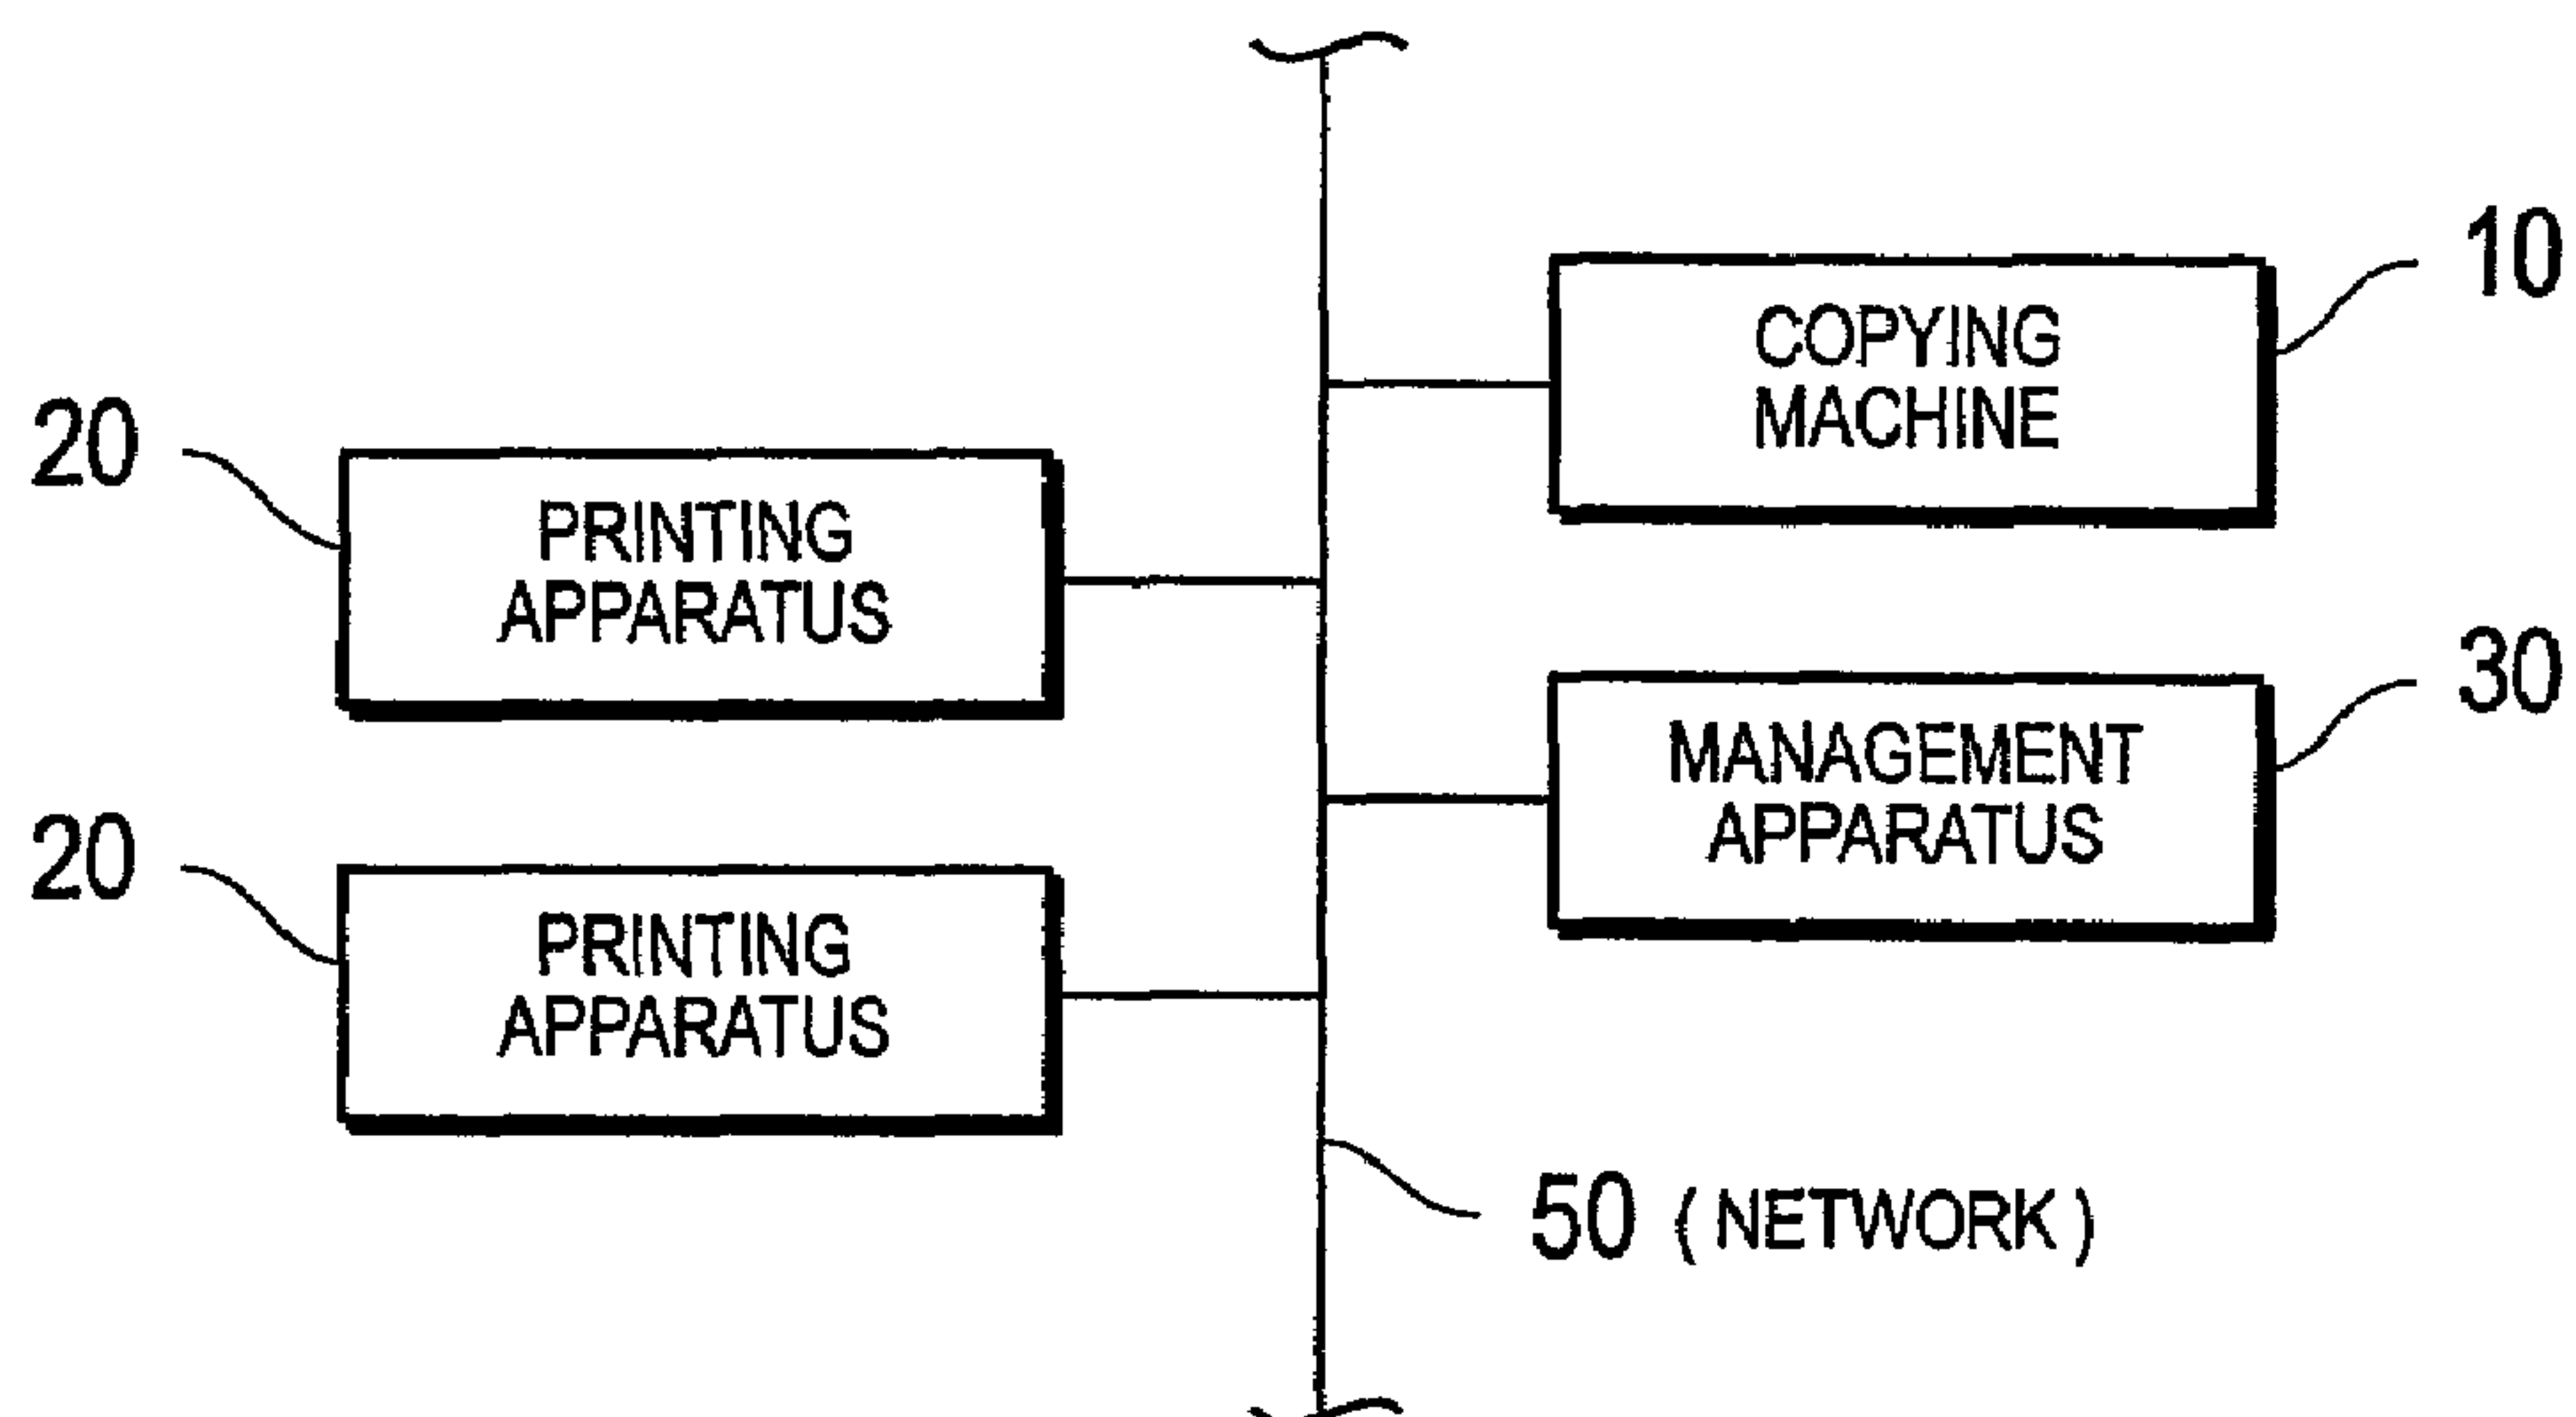 10
COPYING
MACHINE
20
PRINTING
APPARATUS
30
MANAGEMENT
APPARATUS
20
PRINTING
APPARATUS
50 ( NETWORK )